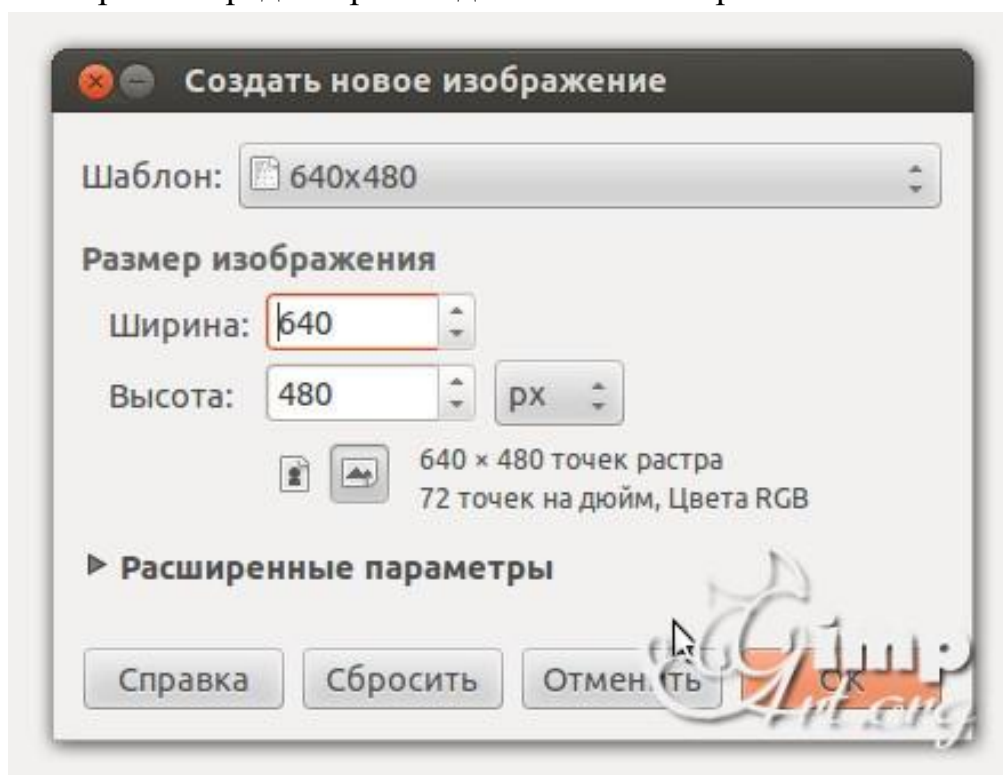 Создать новое изображение
Шаблон: 640x480
Размер изображения
Ширина: 640
Высота: 480 px
640 × 480 точек растра
72 точек на дюйм, Цвета RGB
Расширенные параметры
Справка Сбросить Отменить OK
Gimp
Art.org